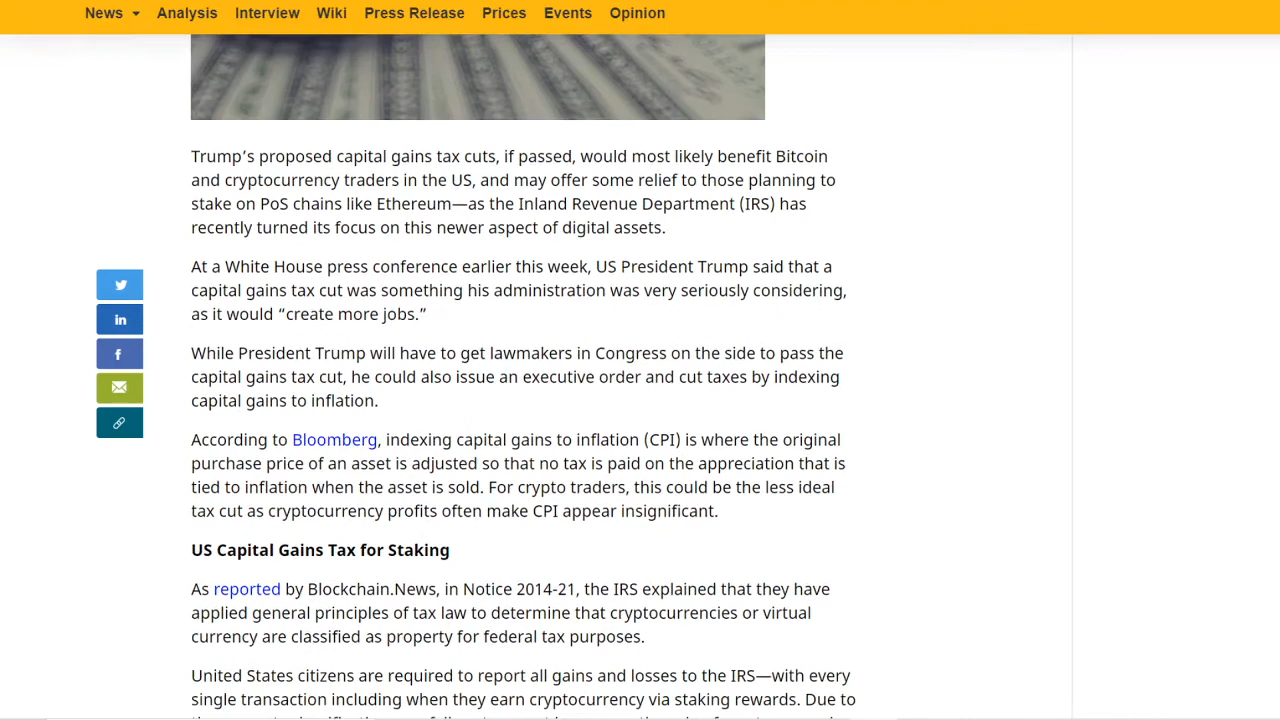 News Analysis Interview Wiki Press Release Prices Events Opinion
Trump’s proposed capital gains tax cuts, if passed, would most likely benefit Bitcoin
and cryptocurrency traders in the US, and may offer some relief to those planning to
stake on PoS chains like Ethereum—as the Inland Revenue Department (IRS) has
recently turned its focus on this newer aspect of digital assets.
At a White House press conference earlier this week, US President Trump said that a
capital gains tax cut was something his administration was very seriously considering,
as it would “create more jobs.”
While President Trump will have to get lawmakers in Congress on the side to pass the
capital gains tax cut, he could also issue an executive order and cut taxes by indexing
capital gains to inflation.
According to Bloomberg, indexing capital gains to inflation (CPI) is where the original
purchase price of an asset is adjusted so that no tax is paid on the appreciation that is
tied to inflation when the asset is sold. For crypto traders, this could be the less ideal
tax cut as cryptocurrency profits often make CPI appear insignificant.
US Capital Gains Tax for Staking
As reported by Blockchain.News, in Notice 2014-21, the IRS explained that they have
applied general principles of tax law to determine that cryptocurrencies or virtual
currency are classified as property for federal tax purposes.
United States citizens are required to report all gains and losses to the IRS—with every
single transaction including when they earn cryptocurrency via staking rewards. Due to